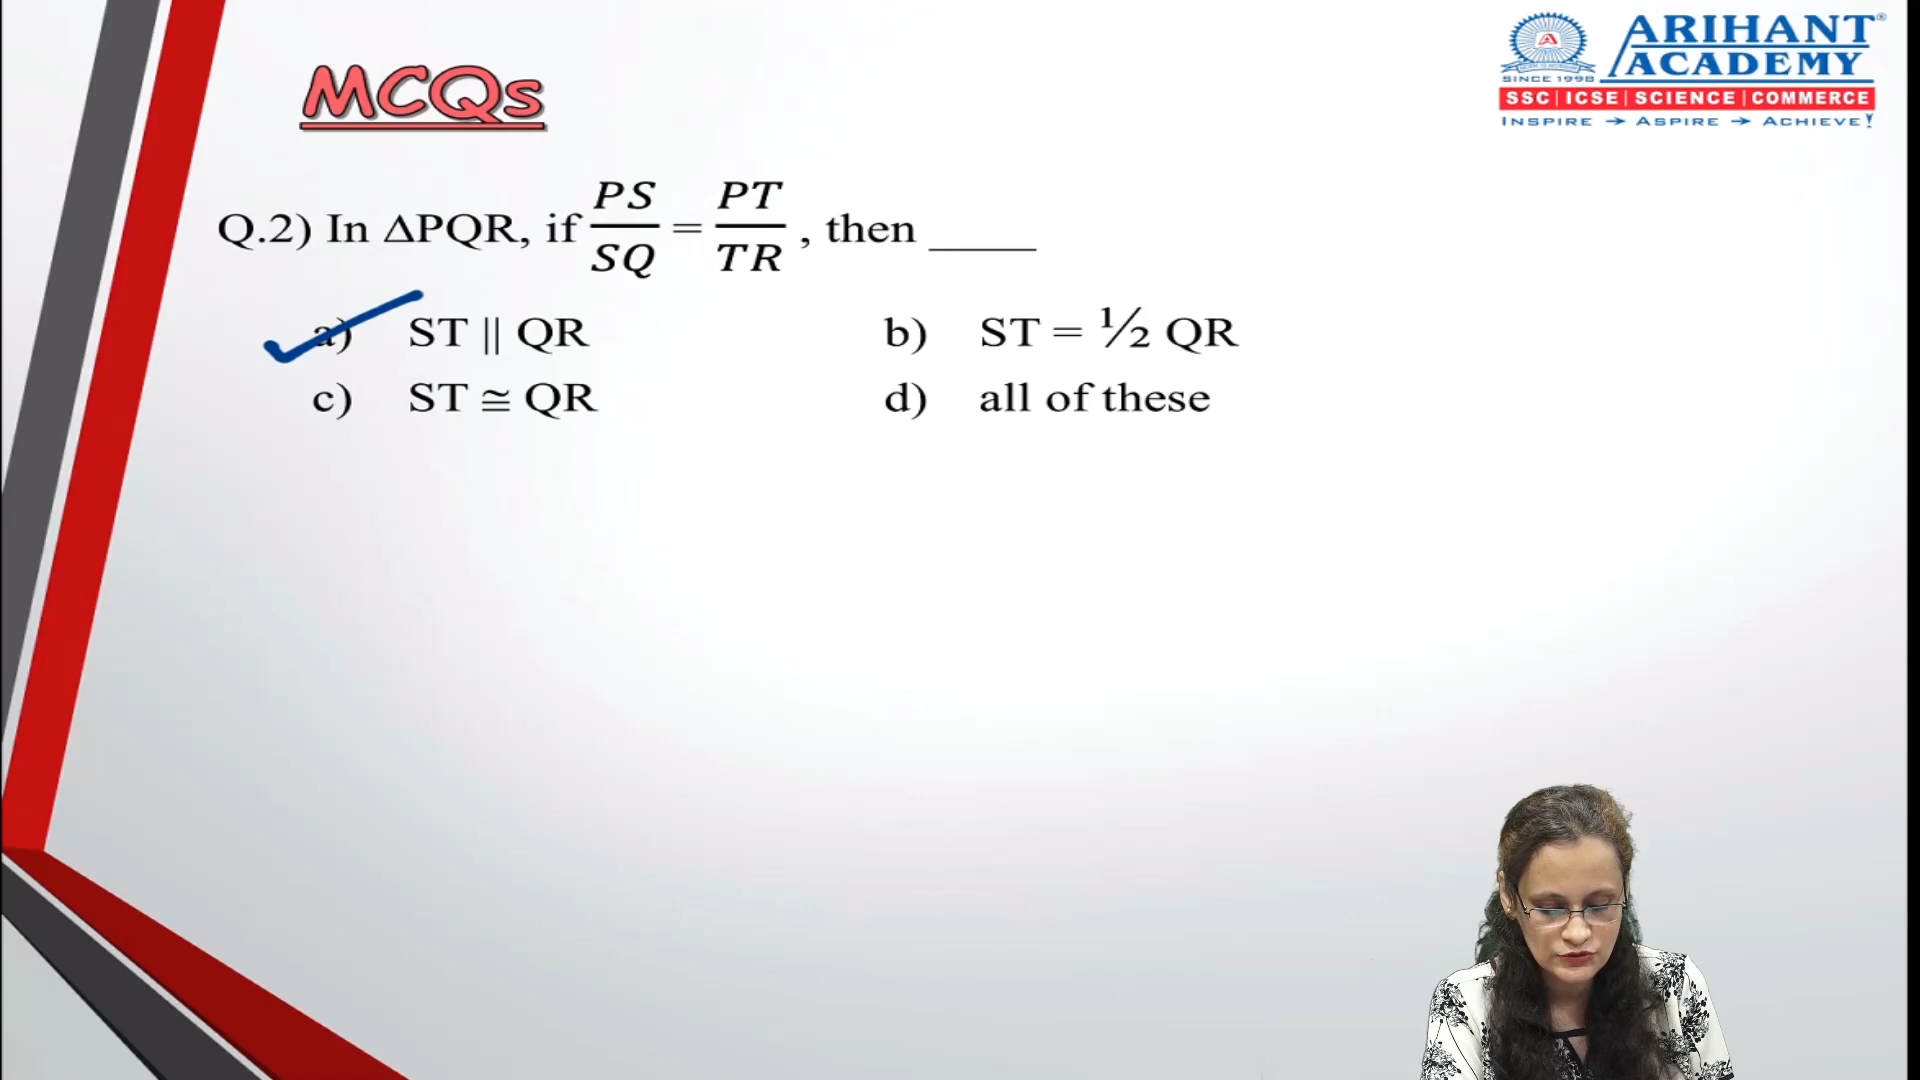 ARIHANT®
ACADEMY
SINCE 1998
SSC | ICSE | SCIENCE | COMMERCE
INSPIRE → ASPIRE → ACHIEVE!
MCQs
Q.2) In ΔPQR, if PS/SQ = PT/TR , then _____
a) ST || QR b) ST = ½ QR
c) ST ≅ QR d) all of these